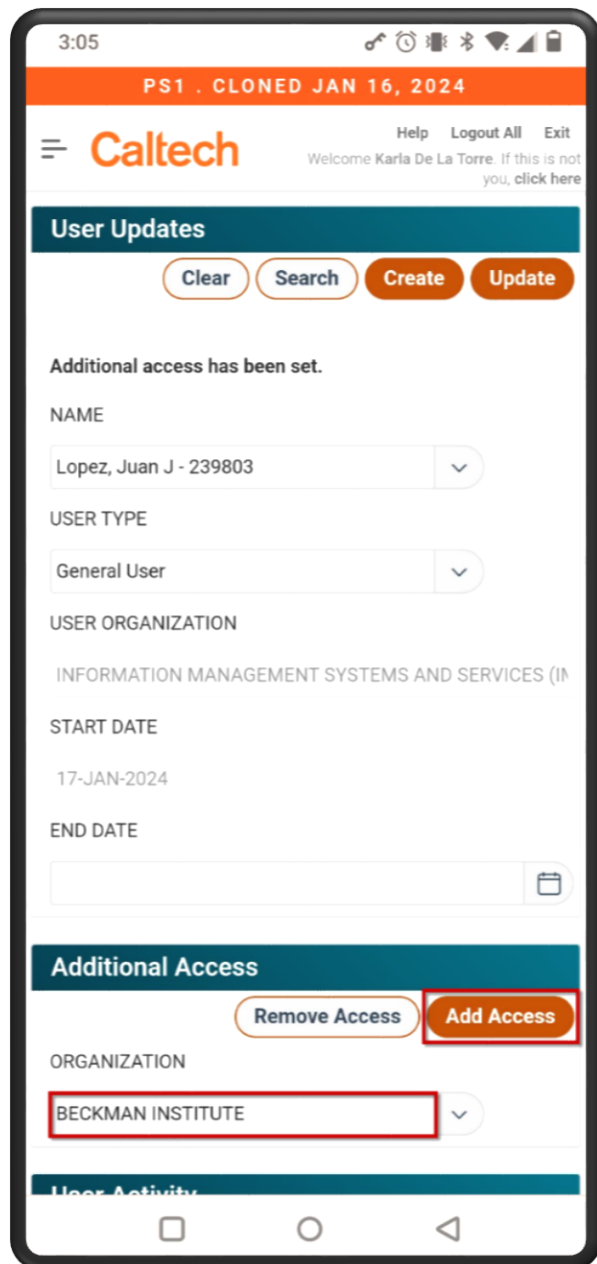 3:05
PS1 . CLONED JAN 16, 2024
Caltech
Help Logout All Exit
Welcome Karla De La Torre. If this is not
you, click here
User Updates
Clear Search Create Update
Additional access has been set.
NAME
Lopez, Juan J - 239803
USER TYPE
General User
USER ORGANIZATION
INFORMATION MANAGEMENT SYSTEMS AND SERVICES (IM
START DATE
17-JAN-2024
END DATE
Additional Access
Remove Access Add Access
ORGANIZATION
BECKMAN INSTITUTE
User Activity